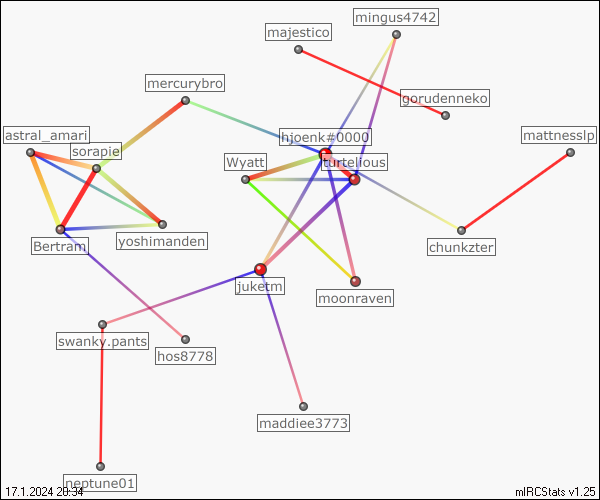 mingus4742
majestico
mercurybro
gorudenneko
astral_amari
hjoenk#0000
mattnesslp
sorapie
Wyatt
turtelious
Bertram
yoshimanden
chunkzter
juketm
moonraven
swanky.pants
hos8778
maddiee3773
neptune01
17.1.2024 20:34
mIRCStats v1.25